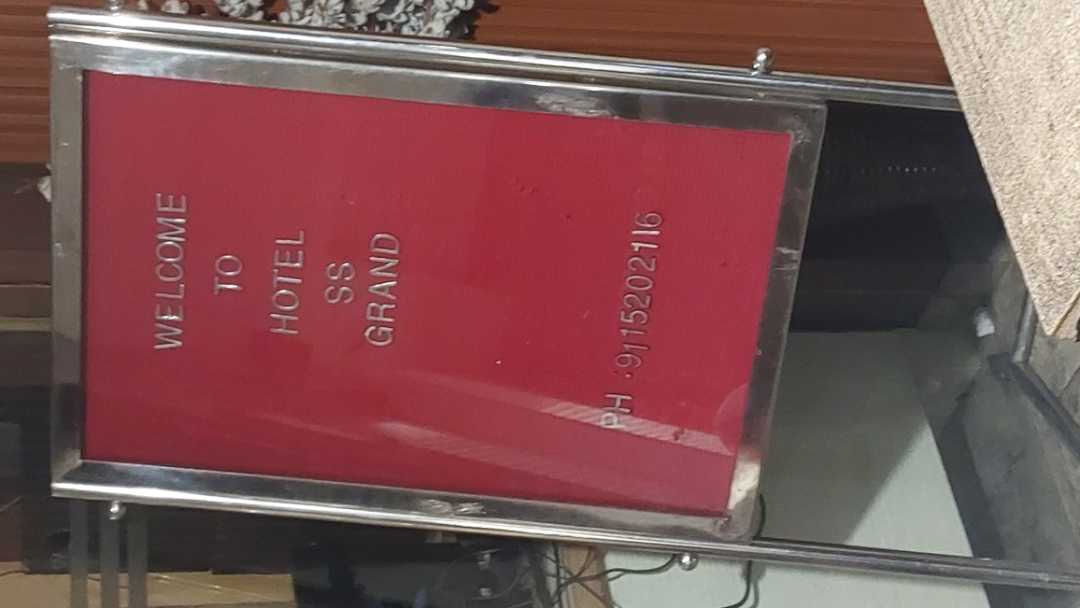 WELCOME
TO
HOTEL
SS
GRAND
PH :9115202116